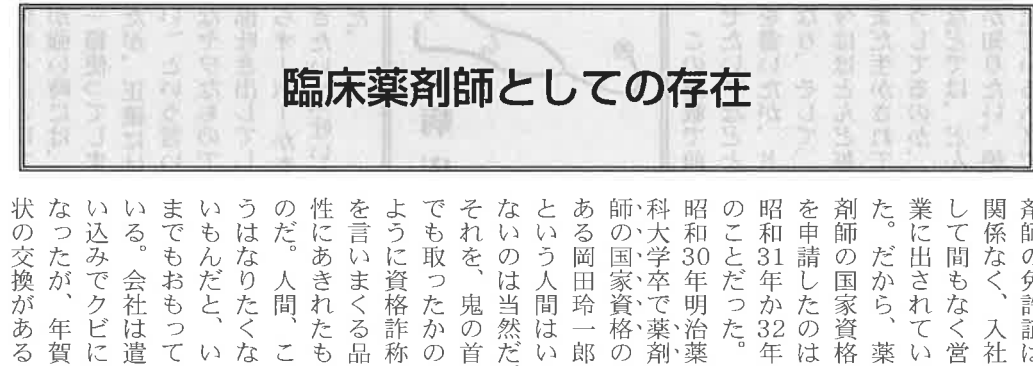 臨床薬剤師としての存在
剤師の免許証は
関係なく、入社
して間もなく営
業に出されてい
た。だから、薬
剤師の国家資格
を申請したのは
昭和31年か32年
のことだった。
昭和30年明治薬
科大学卒で薬剤
師の国家資格の
ある岡田玲一郎
という人間はい
ないのは当然だ
それを、鬼の首
でも取ったかの
ように資格詐称
を言いまくる品
性にあきれたも
のだ。人間、こ
うはなりたくな
いもんだと、い
までもおもって
いる。会社は遣
い込みでクビに
なったが、年賀
状の交換がある